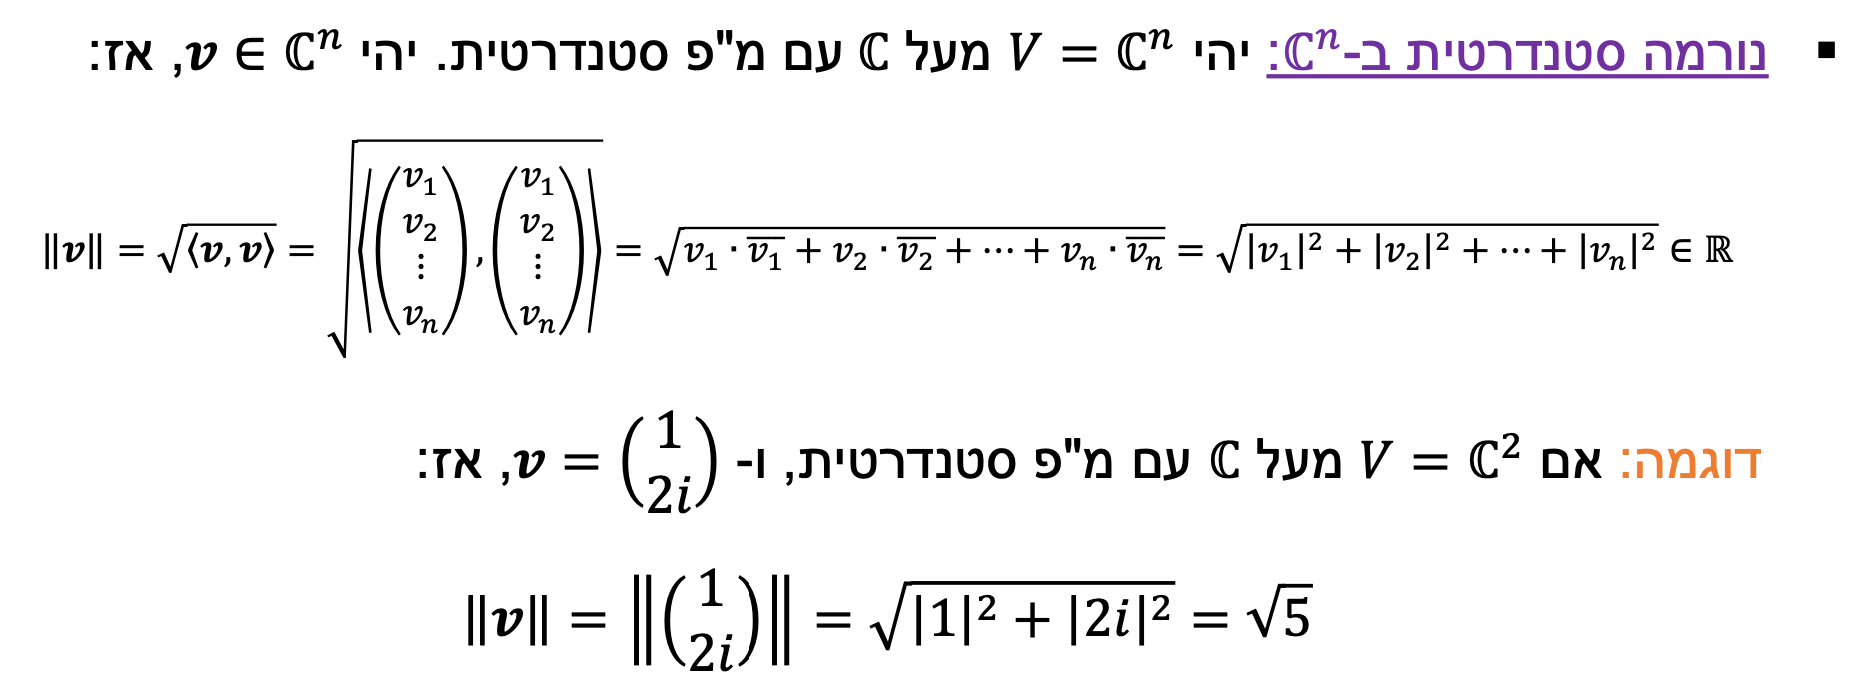 ▪ נורמה סטנדרטית ב-ℂⁿ: יהי V = ℂⁿ מעל ℂ עם מ"פ סטנדרטית. יהי v ∈ ℂⁿ, אז:
‖v‖ = √⟨v, v⟩ = √⟨(v₁ v₂ ⋮ vₙ), (v₁ v₂ ⋮ vₙ)⟩ = √(v₁ · v̅₁ + v₂ · v̅₂ + ⋯ + vₙ · v̅ₙ) = √(|v₁|² + |v₂|² + ⋯ + |vₙ|²) ∈ ℝ
דוגמה: אם V = ℂ² מעל ℂ עם מ"פ סטנדרטית, ו- v = (1 2i), אז:
‖v‖ = ‖(1 2i)‖ = √(|1|² + |2i|²) = √5